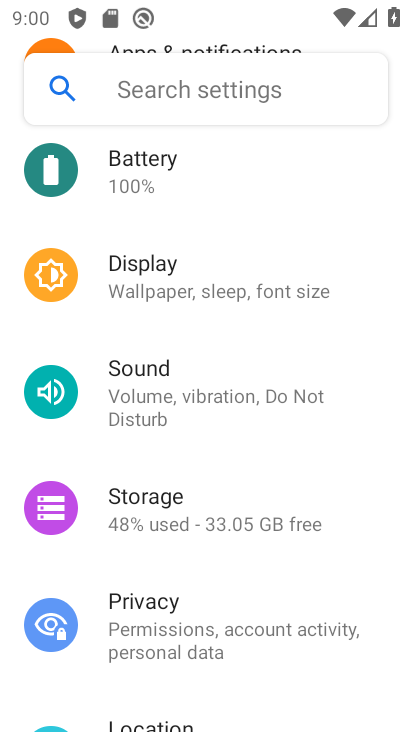 9:00
Apps & notifications
Search settings
Battery
100%
Display
Wallpaper, sleep, font size
Sound
Volume, vibration, Do Not
Disturb
Storage
48% used - 33.05 GB free
Privacy
Permissions, account activity,
personal data
Location